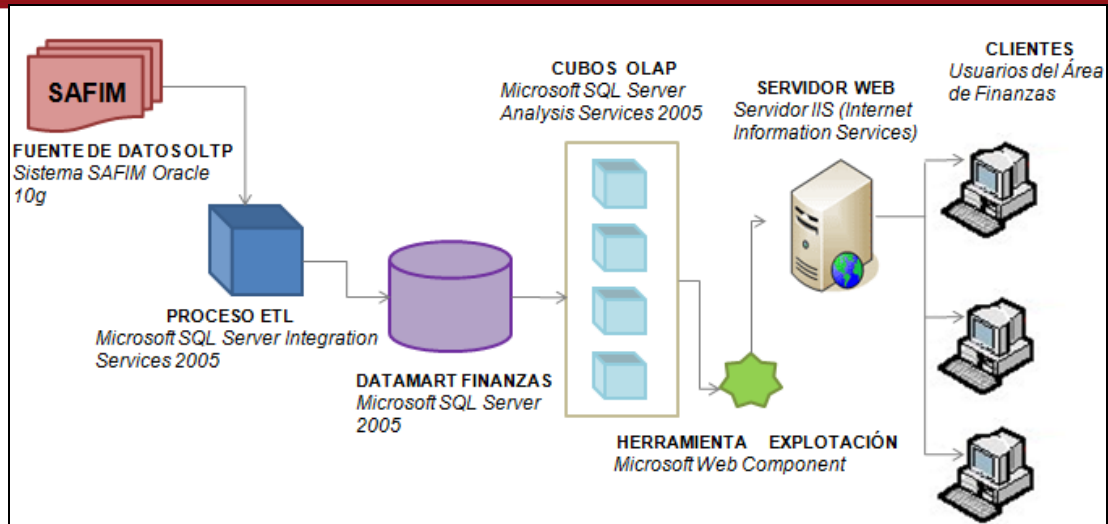 SAFIM
FUENTE DE DATOS OLTP
Sistema SAFIM Oracle
10g
PROCESO ETL
Microsoft SQL Server Integration
Services 2005
DATAMART FINANZAS
Microsoft SQL Server
2005
CUBOS OLAP
Microsoft SQL Server
Analysis Services 2005
HERRAMIENTA EXPLOTACIÓN
Microsoft Web Component
SERVIDOR WEB
Servidor IIS (Internet
Information Services)
CLIENTES
Usuarios del Área
de Finanzas